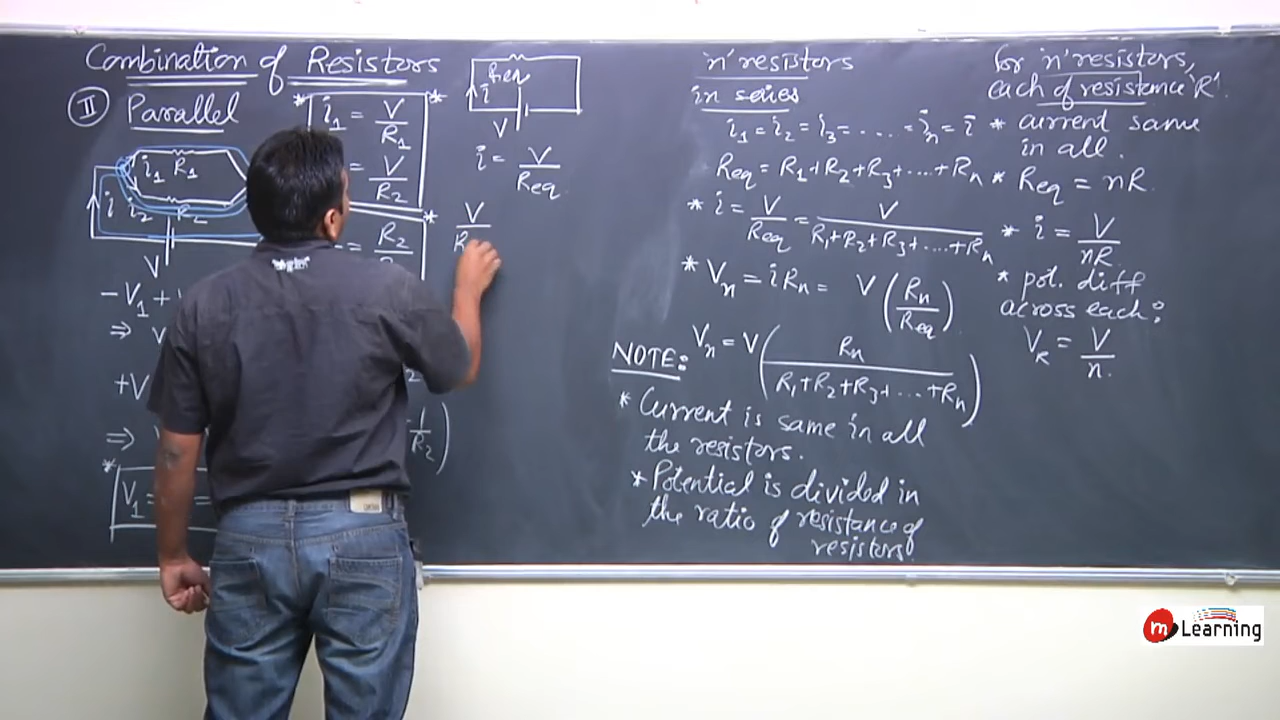 Combination of Resistors
II Parallel
* i₁ = V/R₁ *
= V/R₂
= R₂
i₁ R₁
i i₂ R₂
V
-V₁ +
⇒ V
+V
⇒
1/R₂)
* V₁ = =
Req
i
V
i = V/Req
* V
'n' resistors
in series
i₁ = i₂ = i₃ = .... = iₙ = i
Req = R₁+R₂+R₃+...+Rₙ
* i = V/Req = V/(R₁+R₂+R₃+....+Rₙ)
* Vₙ = iRₙ = V(Rₙ/Req)
Vₙ = V(Rₙ/(R₁+R₂+R₃+...+Rₙ))
NOTE:
* Current is same in all
the resistors.
* Potential is divided in
the ratio of resistance of
resistors
for 'n' resistors,
each of resistance 'R'.
* current same
in all.
* Req = nR
* i = V/nR
* pot. diff
across each:
V_R = V/n.
m Learning